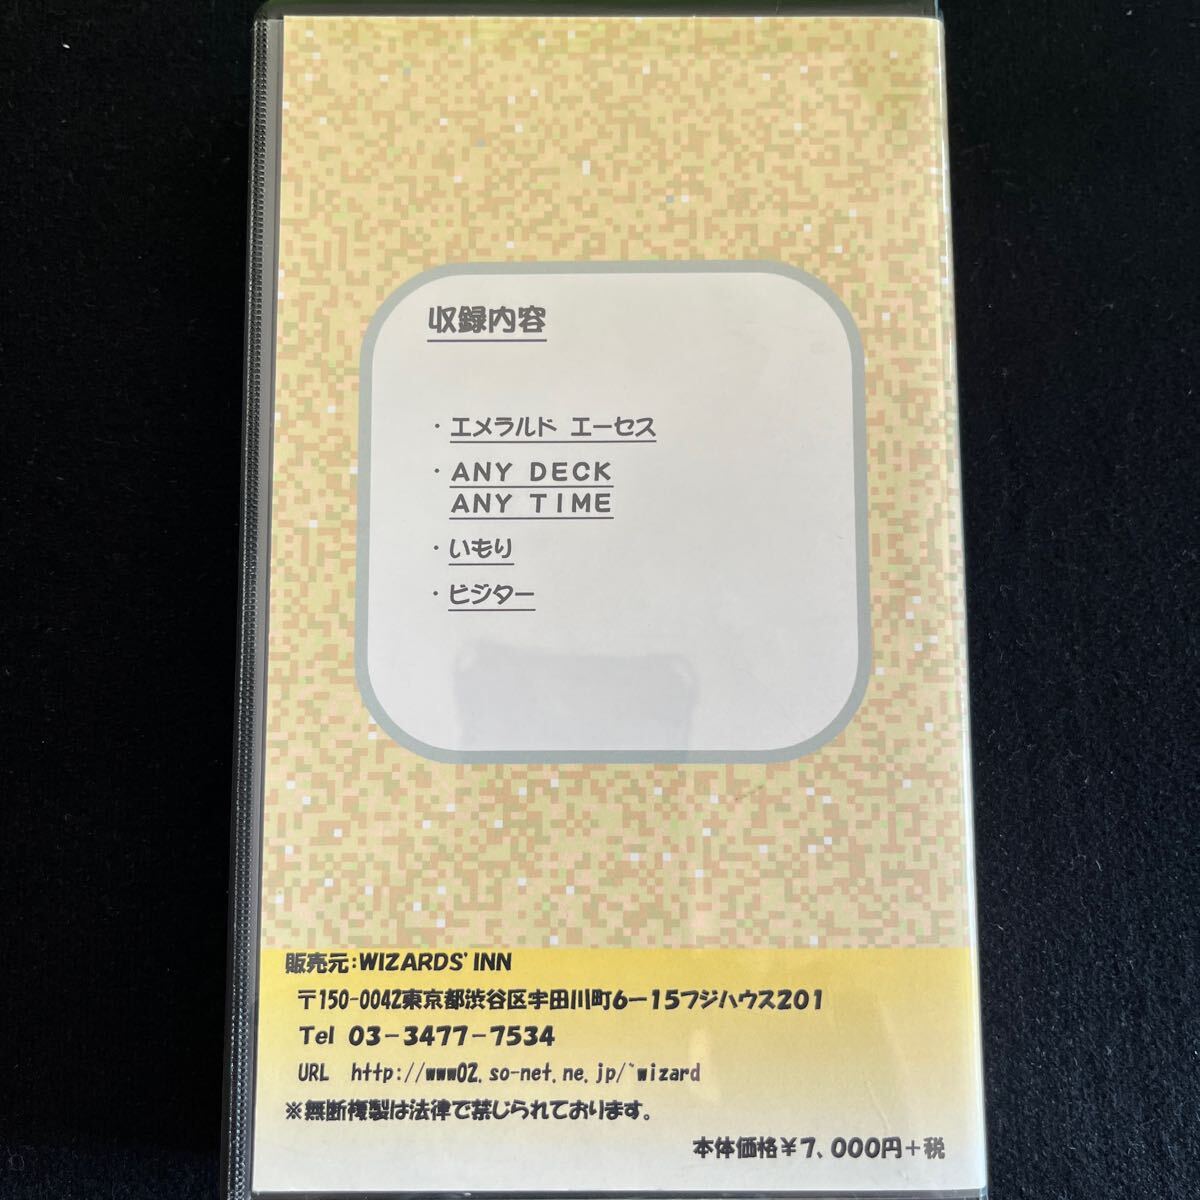 収録内容
・エメラルド エーセス
・ANY DECK
ANY TIME
・いもり
・ビジター
販売元:WIZARDS' INN
〒150-0042東京都渋谷区宇田川町6ー15フジハウス201
Tel 03-3477-7534
URL http://www02.so-net.ne.jp/~wizard
※無断複製は法律で禁じられております。
本体価格¥7、000円+税